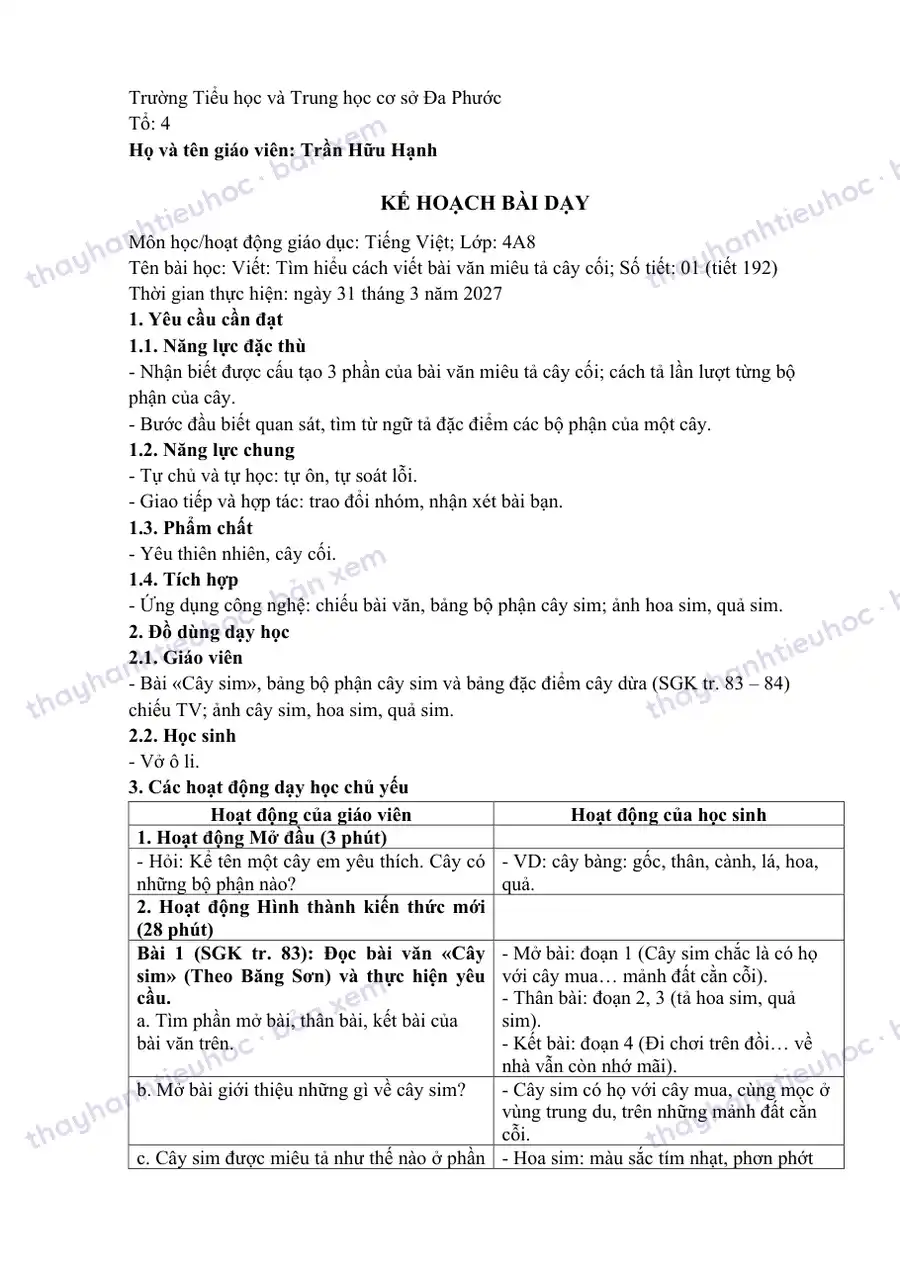 Trường Tiểu học và Trung học cơ sở Đa Phước
Tổ: 4
Họ và tên giáo viên: Trần Hữu Hạnh
KẾ HOẠCH BÀI DẠY
Môn học/hoạt động giáo dục: Tiếng Việt; Lớp: 4A8
Tên bài học: Viết: Tìm hiểu cách viết bài văn miêu tả cây cối; Số tiết: 01 (tiết 192)
Thời gian thực hiện: ngày 31 tháng 3 năm 2027
1. Yêu cầu cần đạt
1.1. Năng lực đặc thù
- Nhận biết được cấu tạo 3 phần của bài văn miêu tả cây cối; cách tả lần lượt từng bộ
phận của cây.
- Bước đầu biết quan sát, tìm từ ngữ tả đặc điểm các bộ phận của một cây.
1.2. Năng lực chung
- Tự chủ và tự học: tự ôn, tự soát lỗi.
- Giao tiếp và hợp tác: trao đổi nhóm, nhận xét bài bạn.
1.3. Phẩm chất
- Yêu thiên nhiên, cây cối.
1.4. Tích hợp
- Ứng dụng công nghệ: chiếu bài văn, bảng bộ phận cây sim; ảnh hoa sim, quả sim.
2. Đồ dùng dạy học
2.1. Giáo viên
- Bài «Cây sim», bảng bộ phận cây sim và bảng đặc điểm cây dừa (SGK tr. 83 – 84)
chiếu TV; ảnh cây sim, hoa sim, quả sim.
2.2. Học sinh
- Vở ô li.
3. Các hoạt động dạy học chủ yếu
Hoạt động của giáo viên
Hoạt động của học sinh
1. Hoạt động Mở đầu (3 phút)
- Hỏi: Kể tên một cây em yêu thích. Cây có
những bộ phận nào?
- VD: cây bàng: gốc, thân, cành, lá, hoa,
quả.
2. Hoạt động Hình thành kiến thức mới
(28 phút)
Bài 1 (SGK tr. 83): Đọc bài văn «Cây
sim» (Theo Băng Sơn) và thực hiện yêu
cầu.
a. Tìm phần mở bài, thân bài, kết bài của
bài văn trên.
- Mở bài: đoạn 1 (Cây sim chắc là có họ
với cây mua… mảnh đất cằn cỗi).
- Thân bài: đoạn 2, 3 (tả hoa sim, quả
sim).
- Kết bài: đoạn 4 (Đi chơi trên đồi… về
nhà vẫn còn nhớ mãi).
b. Mở bài giới thiệu những gì về cây sim?
- Cây sim có họ với cây mua, cùng mọc ở
vùng trung du, trên những mảnh đất cằn
cỗi.
c. Cây sim được miêu tả như thế nào ở phần
- Hoa sim: màu sắc tím nhạt, phơn phớt
thayhanhtieuhoc · bản xem
thayhanhtieuhoc · b
thayhanhtieuhoc · bản xem
thayhanhtieuhoc · b
thayhanhtieuhoc · bản xem
thayhanhtieuhoc · b